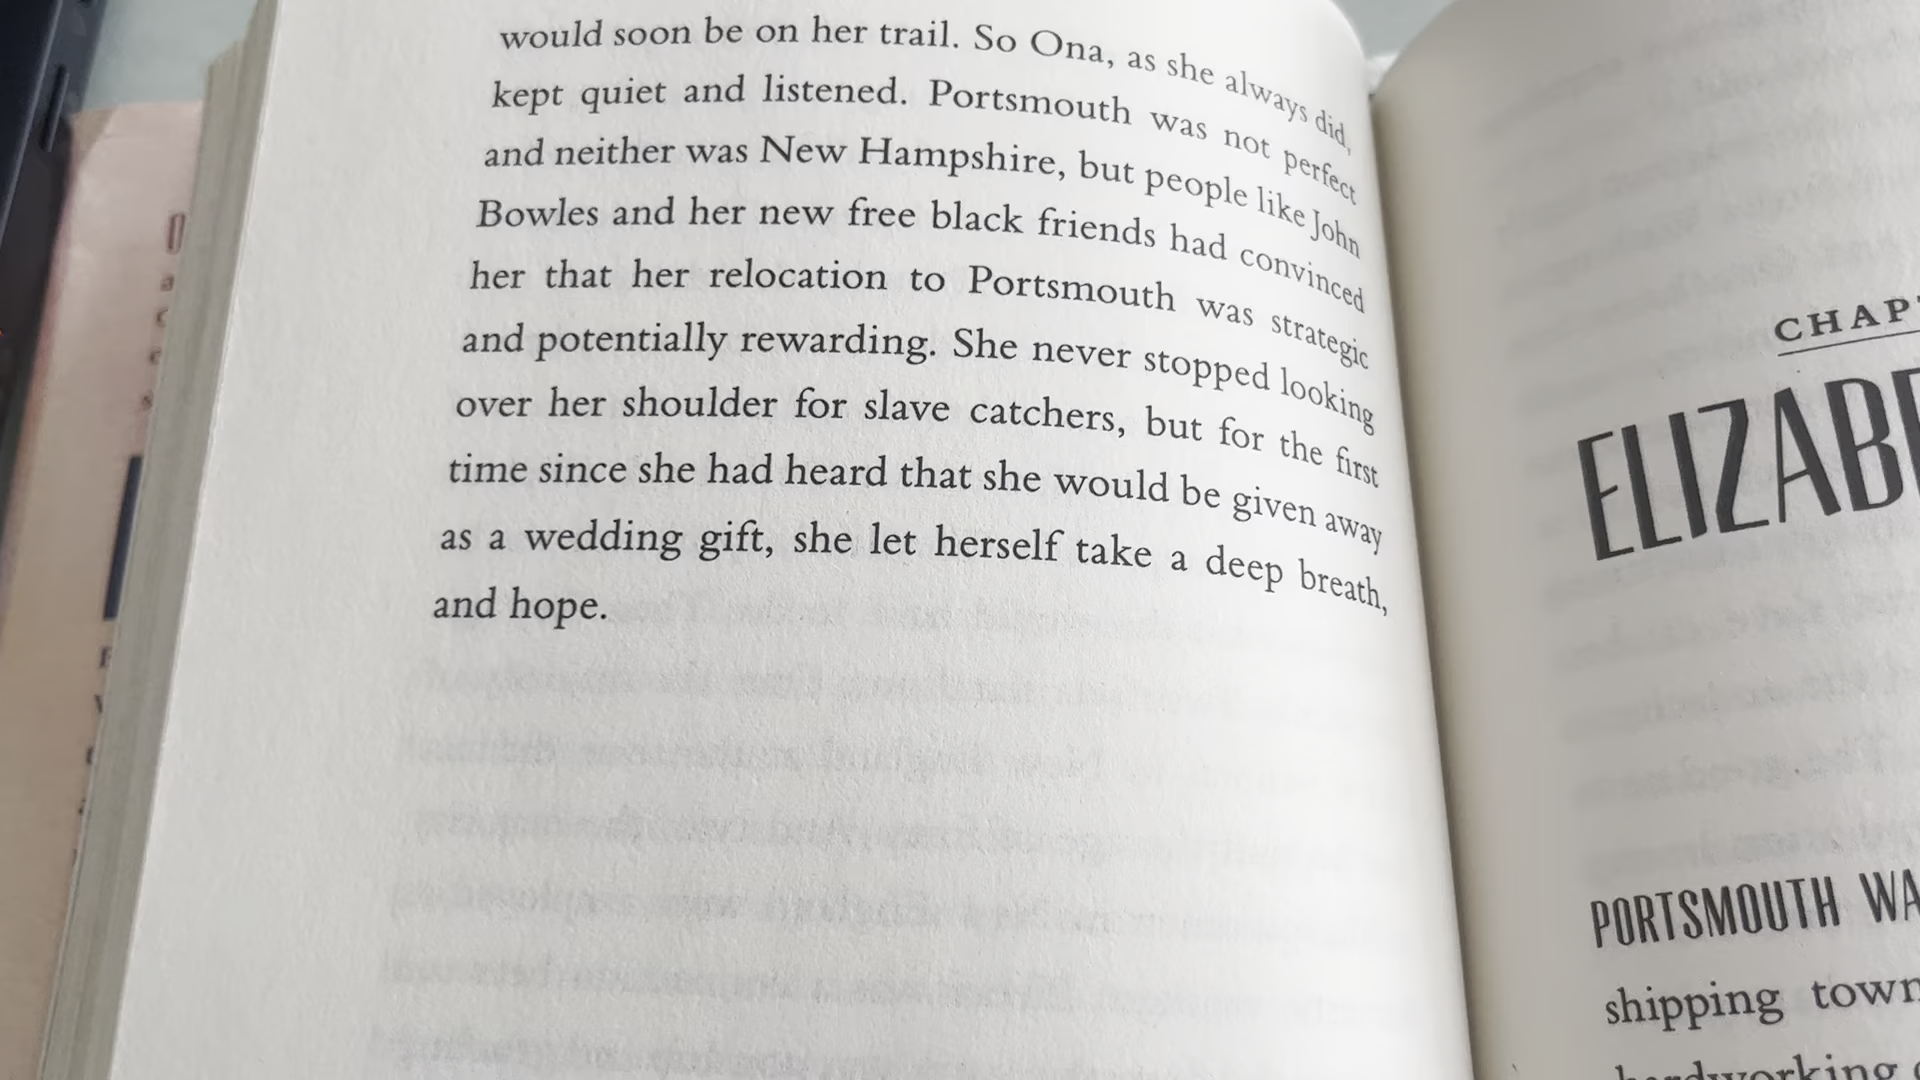 would soon be on her trail. So Ona, as she always did,
kept quiet and listened. Portsmouth was not perfect
and neither was New Hampshire, but people like John
Bowles and her new free black friends had convinced
her that her relocation to Portsmouth was strategic
and potentially rewarding. She never stopped looking
over her shoulder for slave catchers, but for the first
time since she had heard that she would be given away
as a wedding gift, she let herself take a deep breath,
and hope.
CHAP
ELIZAB
PORTSMOUTH WA
shipping town
hardworking